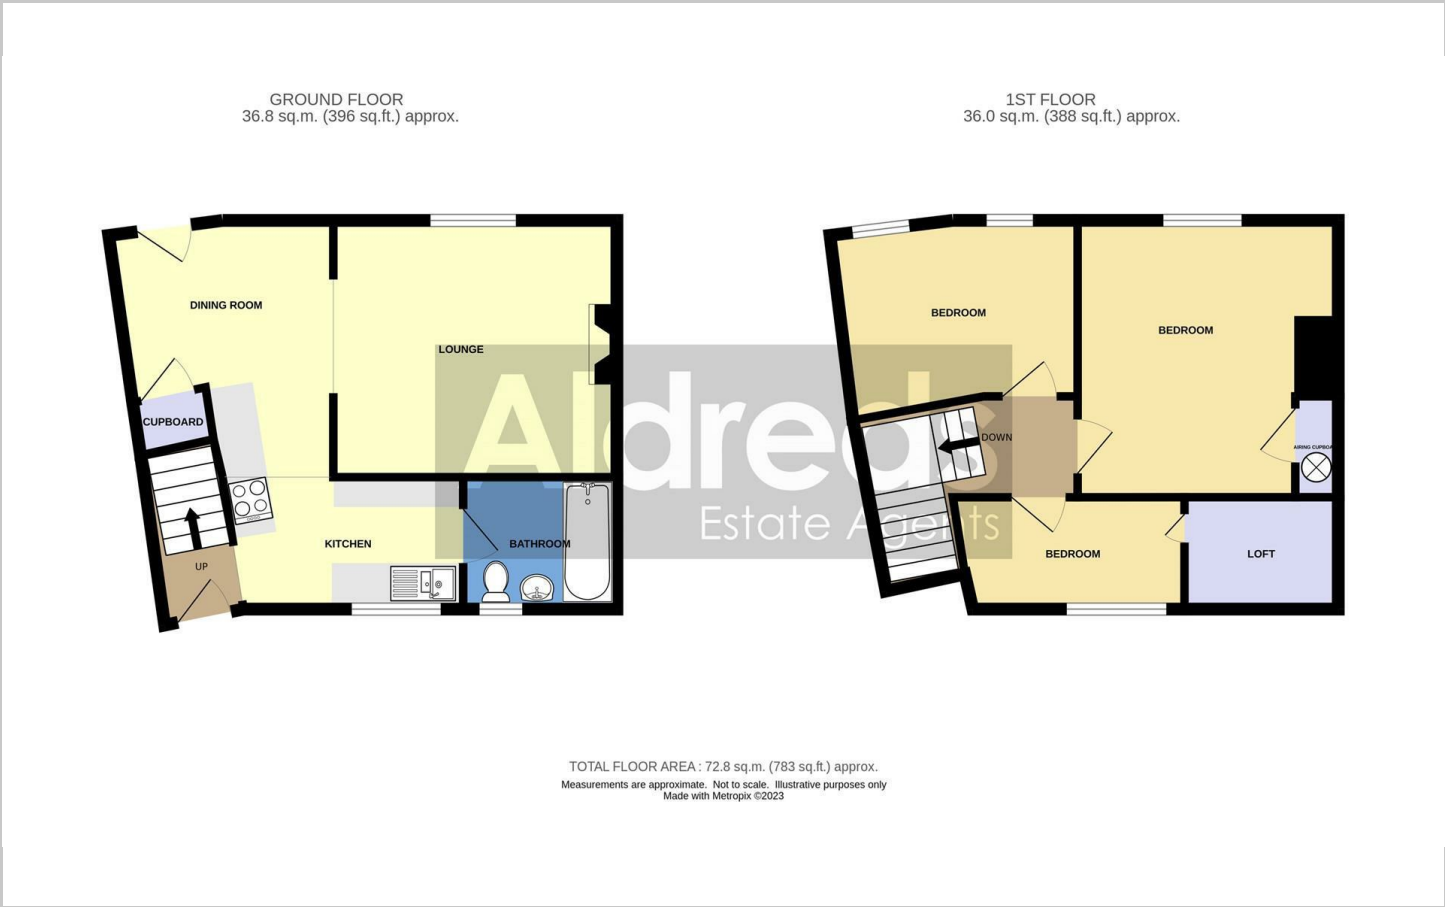 GROUND FLOOR
36.8 sq.m. (396 sq.ft.) approx.
1ST FLOOR
36.0 sq.m. (388 sq.ft.) approx.
DINING ROOM
LOUNGE
CUPBOARD
UP
KITCHEN
BATHROOM
BEDROOM
BEDROOM
DOWN
AIRING CUPBOA
BEDROOM
LOFT
Aldreds
Estate Agents
TOTAL FLOOR AREA : 72.8 sq.m. (783 sq.ft.) approx.
Measurements are approximate. Not to scale. Illustrative purposes only
Made with Metropix ©2023